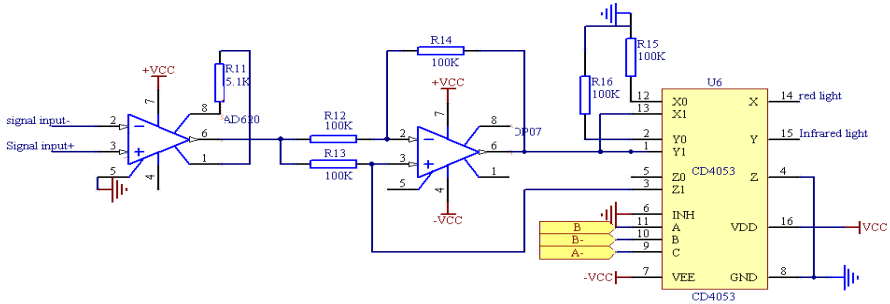 R14
100K
R15
100K
R16
100K
+VCC
R11
5.1K
+VCC
U6
signal input-
2
7
8
AD620
6
R12
100K
2
7
8
OP07
6
12
13
X0
X1
X
14
red light
Signal input+
3
5
4
1
R13
100K
3
5
4
1
2
1
Y0
Y1
Y
15
Infrared light
CD4053
5
3
Z0
Z1
Z
4
-VCC
6
INH
B
11
A
VDD
16
VCC
B-
10
B
A-
9
C
-VCC
7
VEE
GND
8
CD4053